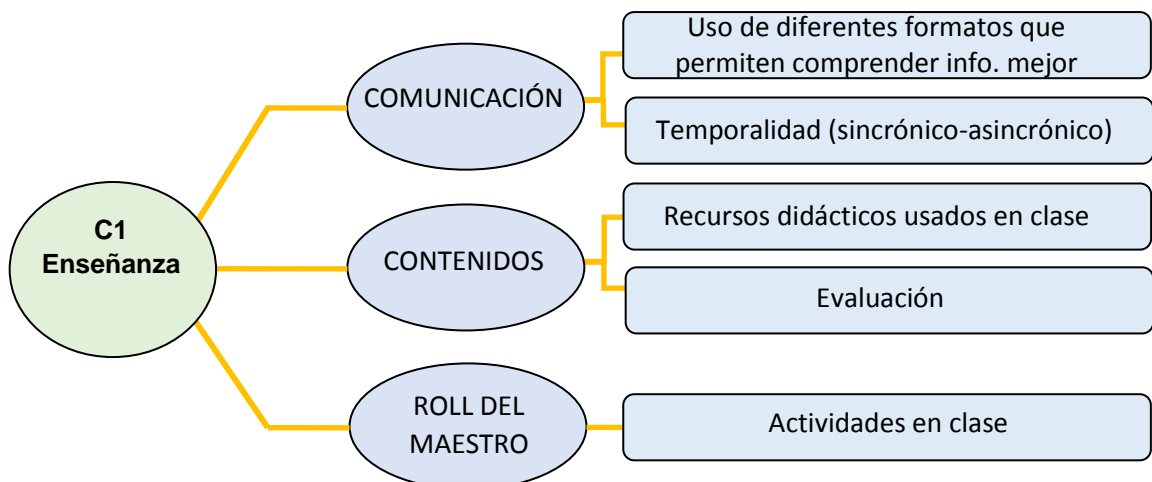 C1
Enseñanza
COMUNICACIÓN
Uso de diferentes formatos que
permiten comprender info. mejor
Temporalidad (sincrónico-asincrónico)
CONTENIDOS
Recursos didácticos usados en clase
Evaluación
ROLL DEL
MAESTRO
Actividades en clase